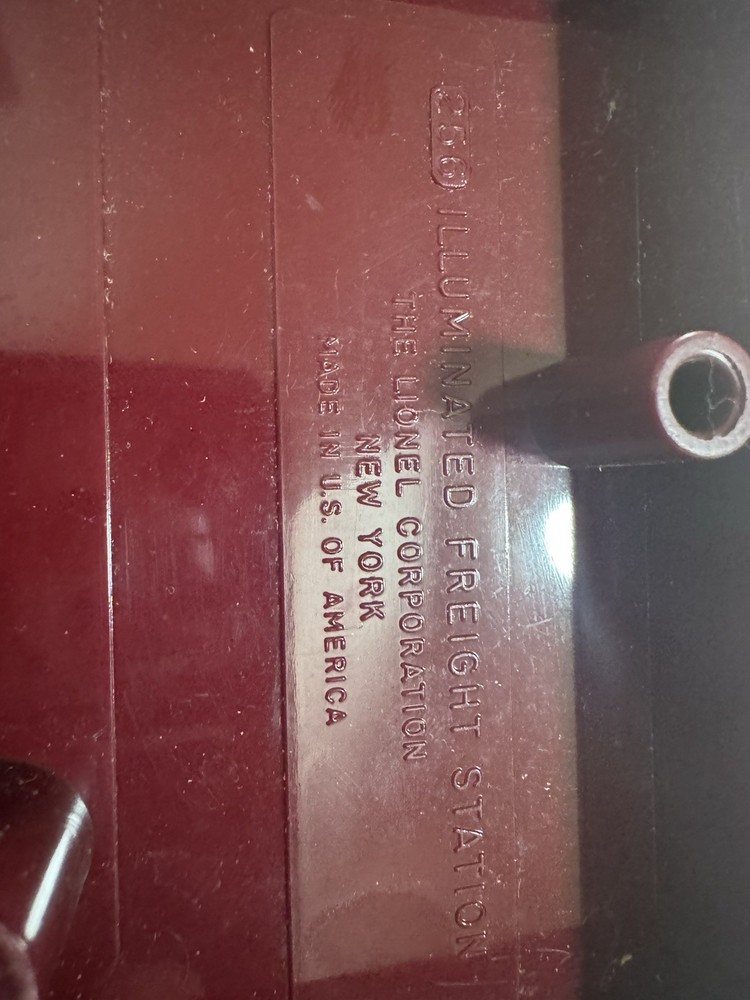 256 ILLUMINATED FREIGHT STATION
THE LIONEL CORPORATION
NEW YORK
MADE IN U.S. OF AMERICA